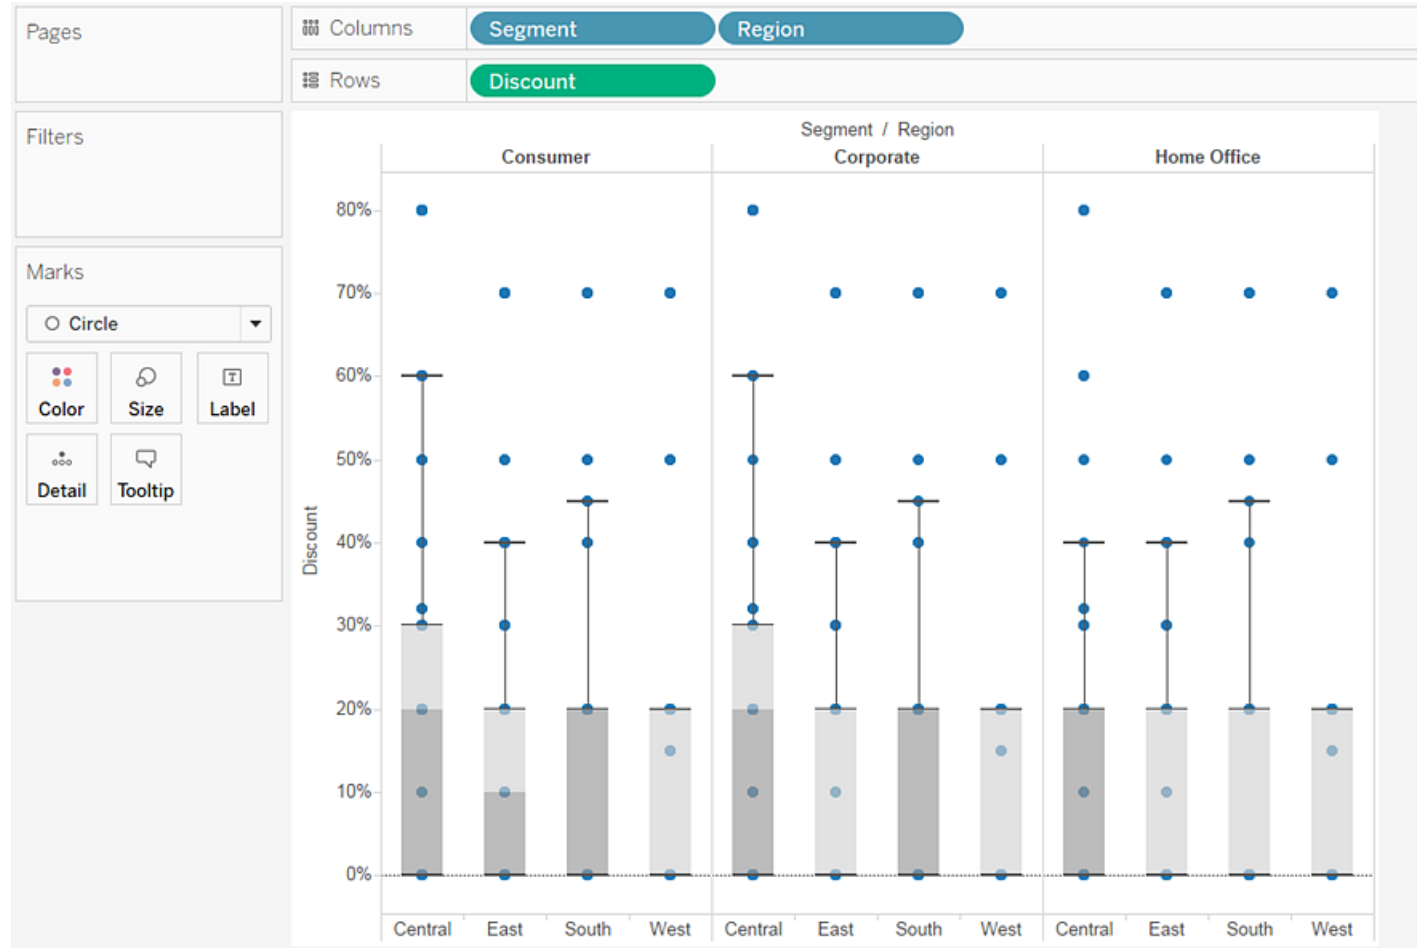 Pages
Columns Segment Region
Rows Discount
Filters
Marks
Circle
Color Size Label
Detail Tooltip
Segment / Region
Consumer Corporate Home Office
80%
70%
60%
50%
40%
30%
20%
10%
0%
Discount
Central East South West Central East South West Central East South West